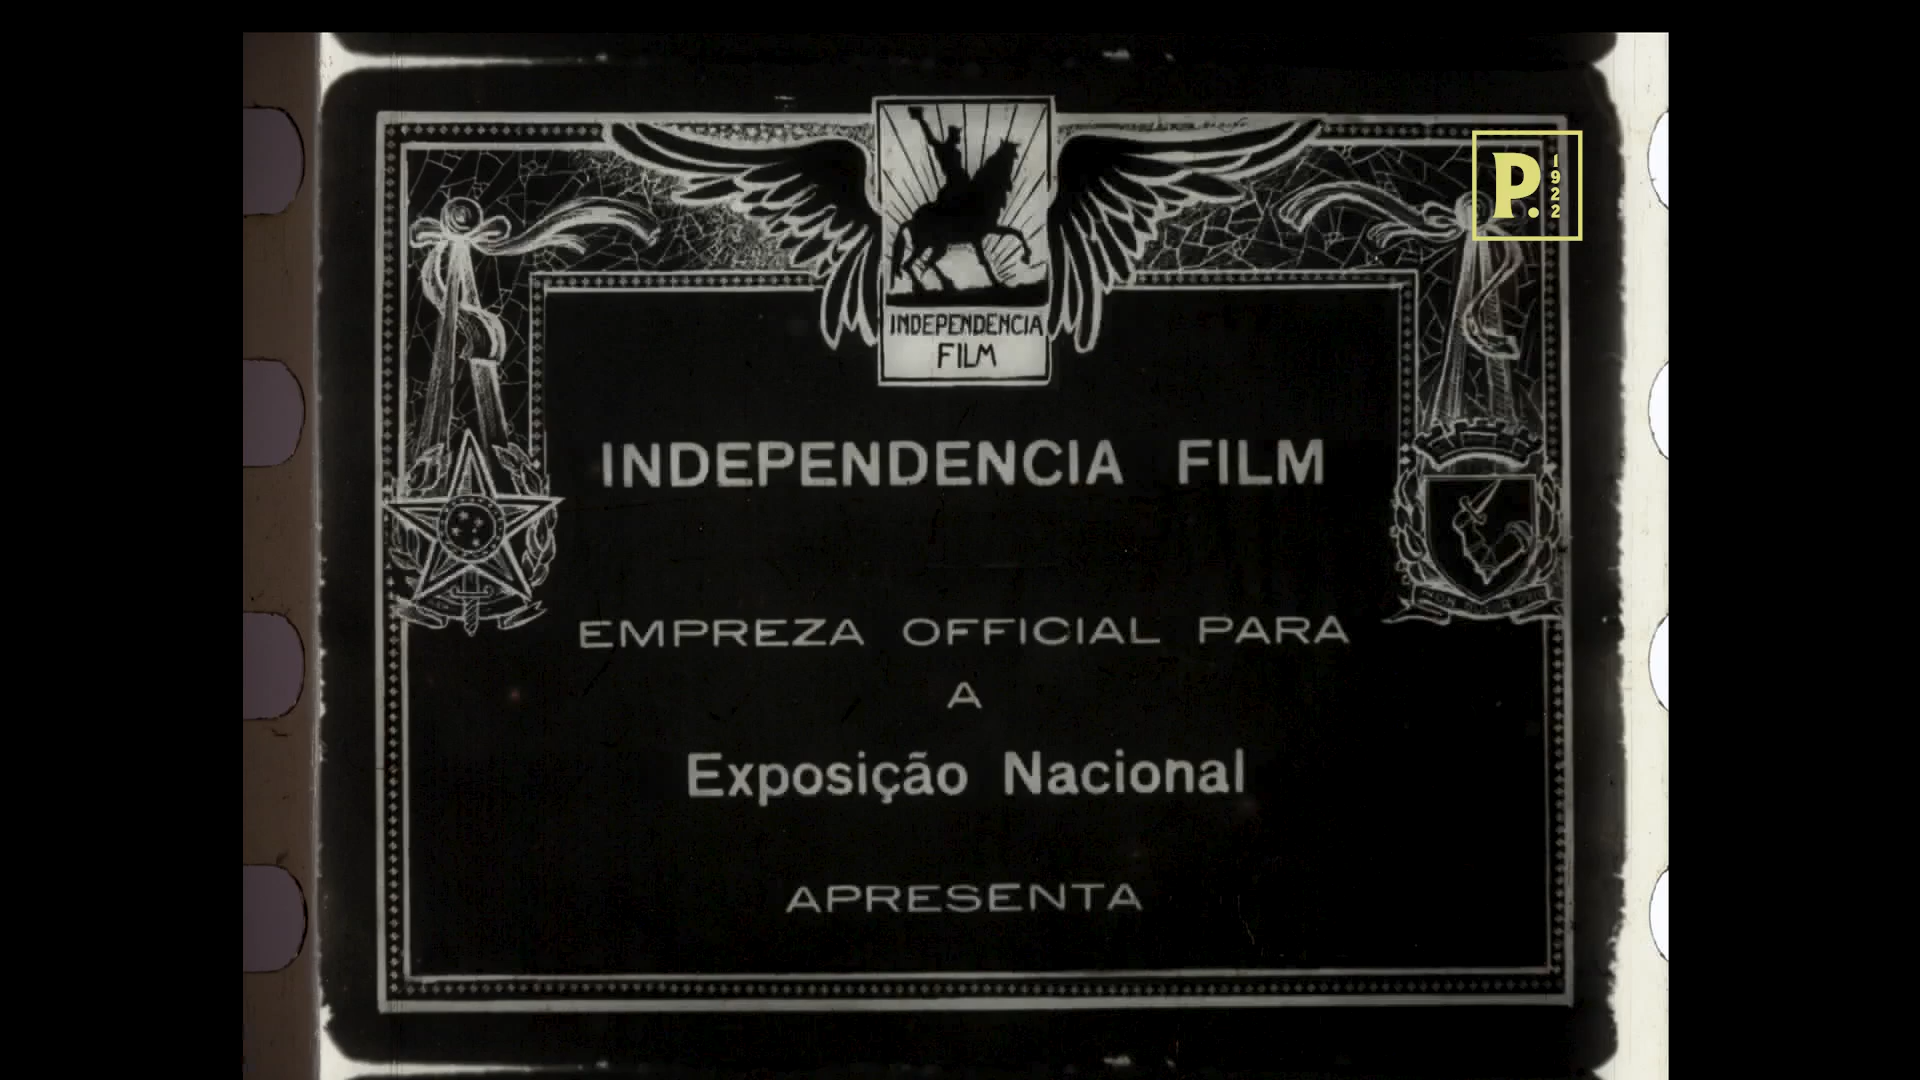 INDEPENDENCIA
FILM
P. 1922
INDEPENDENCIA FILM
EMPREZA OFFICIAL PARA
A
Exposição Nacional
APRESENTA